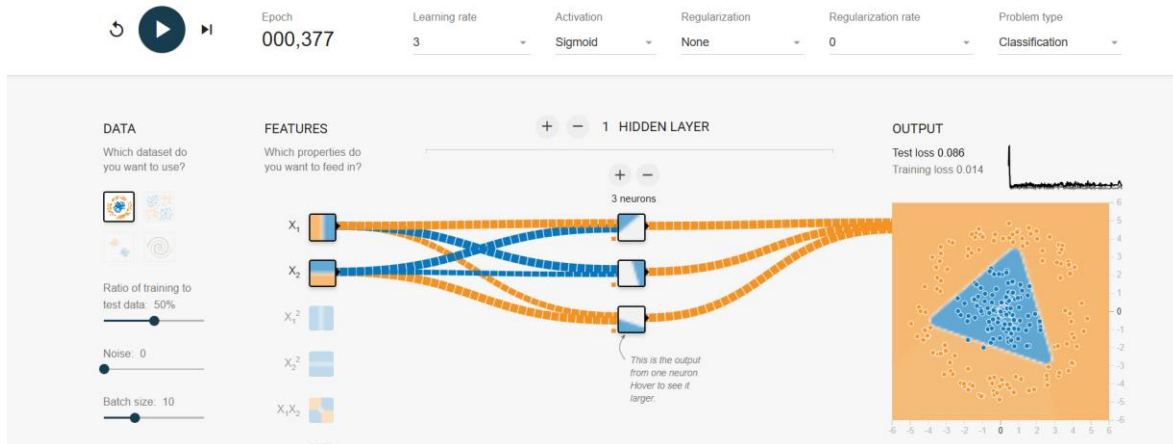 Epoch
000,377
Learning rate
3
Activation
Sigmoid
Regularization
None
Regularization rate
0
Problem type
Classification
DATA
Which dataset do
you want to use?
Ratio of training to
test data: 50%
Noise: 0
Batch size: 10
FEATURES
Which properties do
you want to feed in?
X₁
X₂
X₁²
X₂²
X₁X₂
+ − 1 HIDDEN LAYER
+ −
3 neurons
This is the output
from one neuron.
Hover to see it
larger.
OUTPUT
Test loss 0.086
Training loss 0.014
6
5
4
3
2
1
0
-1
-2
-3
-4
-5
-6
-6 -5 -4 -3 -2 -1 0 1 2 3 4 5 6